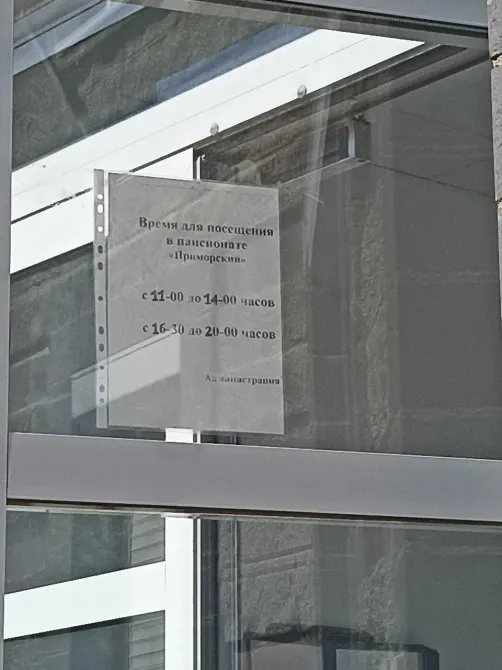 Время для посещения
в пансионате
«Приморский»
с 11-00 до 14-00 часов
с 16-30 до 20-00 часов
Администрация